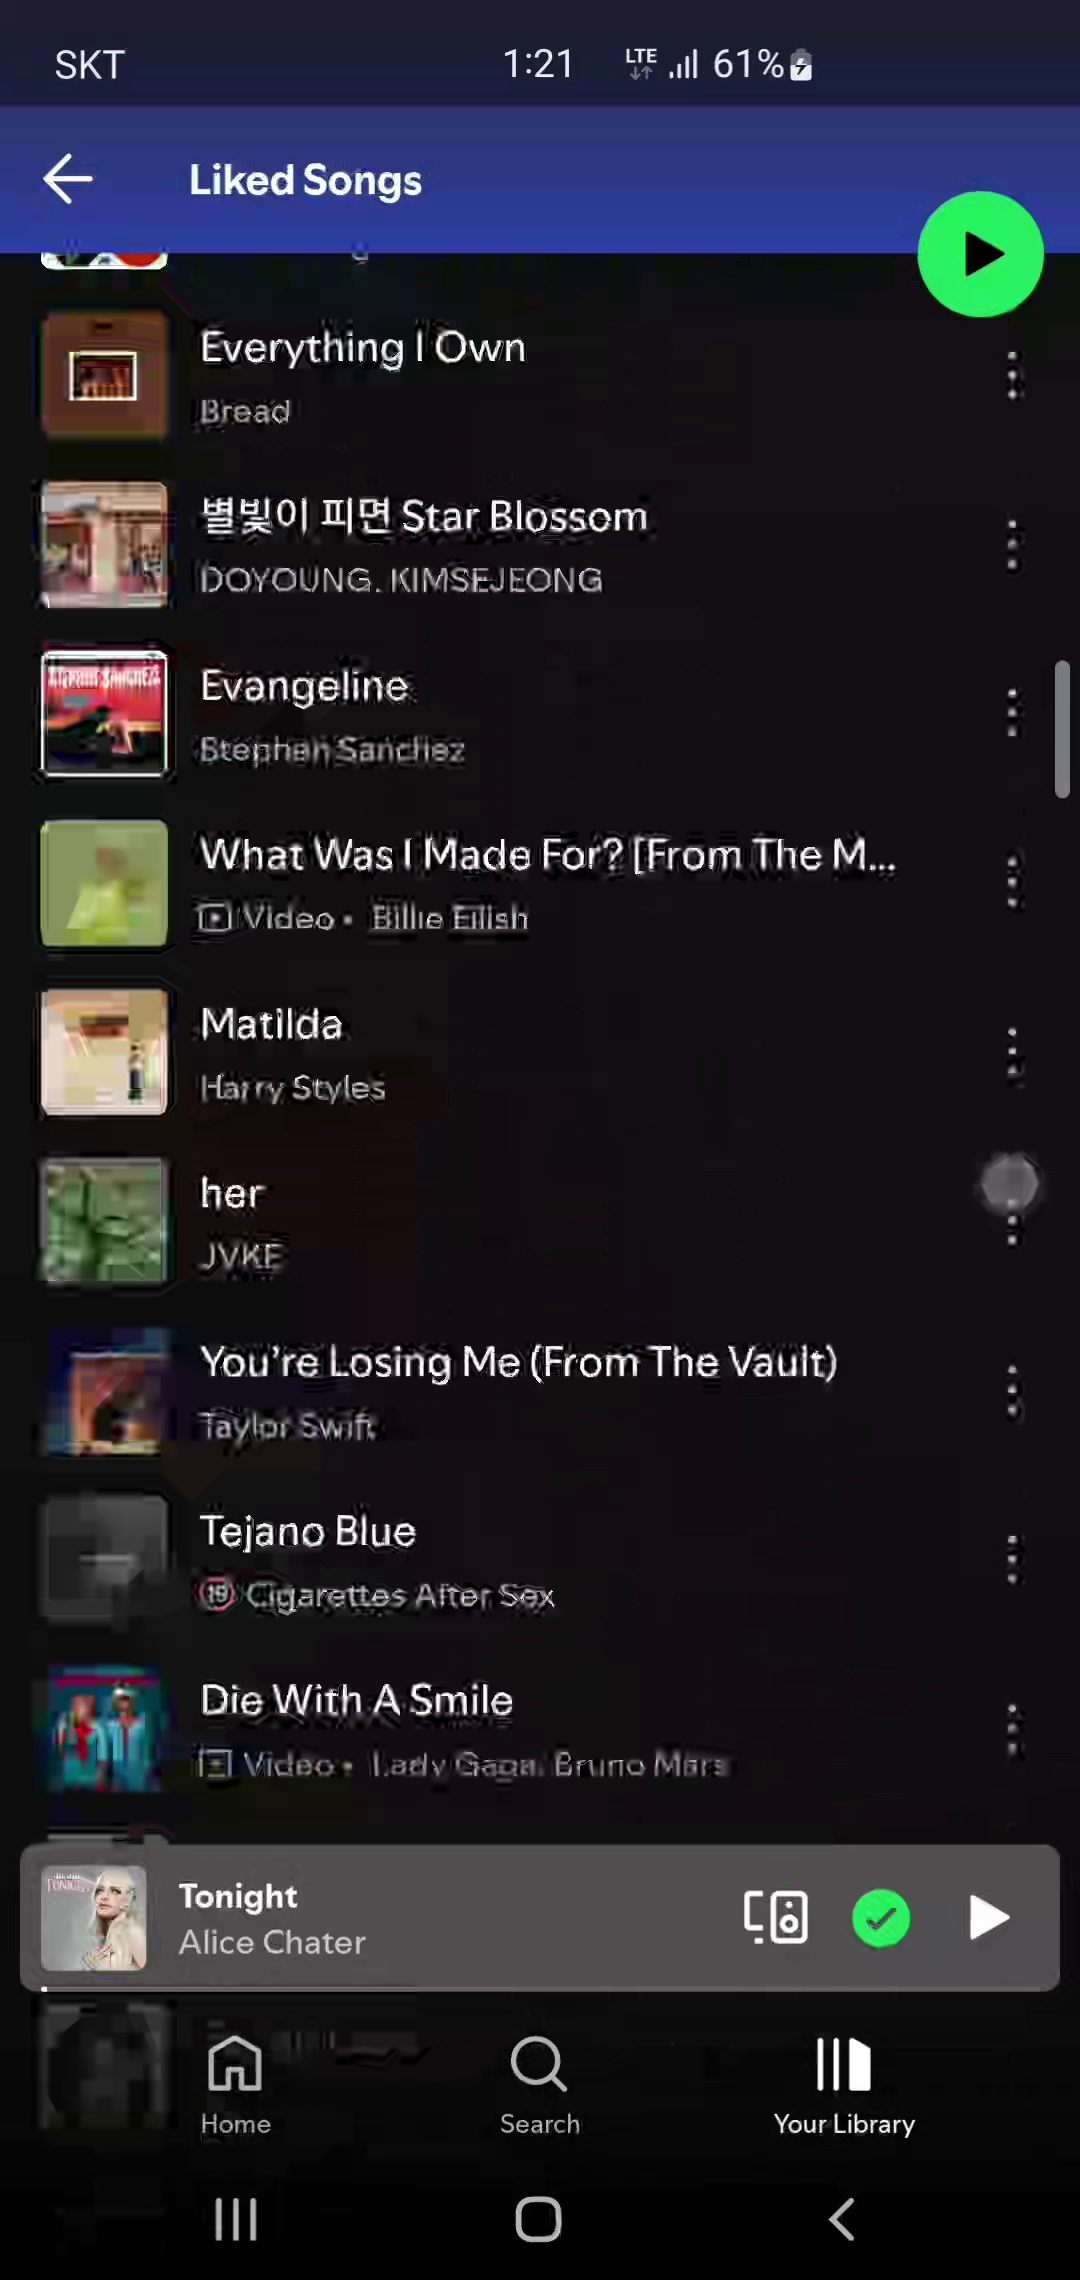 SKT
1:21
LTE
61%
Liked Songs
Everything I Own
Bread
별빛이 피면 Star Blossom
DOYOUNG, KIMSEJEONG
Evangeline
Stephen Sanchez
What Was I Made For? [From The M...
Video • Billie Eilish
Matilda
Harry Styles
her
JVKE
You're Losing Me (From The Vault)
Taylor Swift
Tejano Blue
19 Cigarettes After Sex
Die With A Smile
Video • Lady Gaga, Bruno Mars
TONIGHT
Tonight
Alice Chater
Home
Search
Your Library